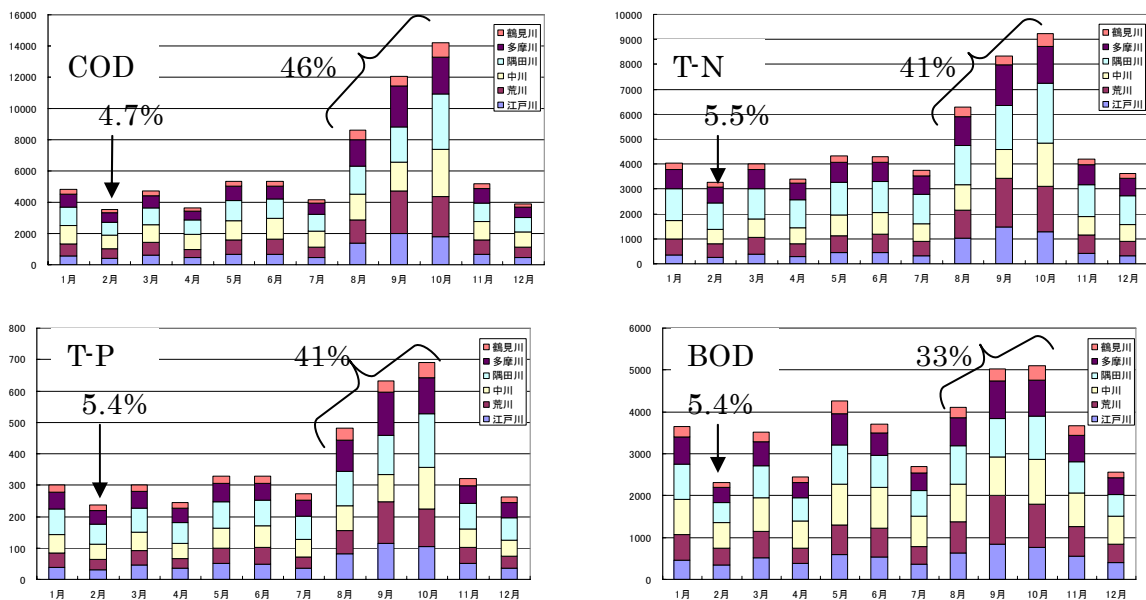 COD
4.7%
46%
16000
14000
12000
10000
8000
6000
4000
2000
0
鶴見川
多摩川
隅田川
中川
荒川
江戸川
1月 2月 3月 4月 5月 6月 7月 8月 9月 10月 11月 12月
T-N
5.5%
41%
10000
9000
8000
7000
6000
5000
4000
3000
2000
1000
0
鶴見川
多摩川
隅田川
中川
荒川
江戸川
1月 2月 3月 4月 5月 6月 7月 8月 9月 10月 11月 12月
T-P
5.4%
41%
800
700
600
500
400
300
200
100
0
鶴見川
多摩川
隅田川
中川
荒川
江戸川
1月 2月 3月 4月 5月 6月 7月 8月 9月 10月 11月 12月
BOD
5.4%
33%
6000
5000
4000
3000
2000
1000
0
鶴見川
多摩川
隅田川
中川
荒川
江戸川
1月 2月 3月 4月 5月 6月 7月 8月 9月 10月 11月 12月